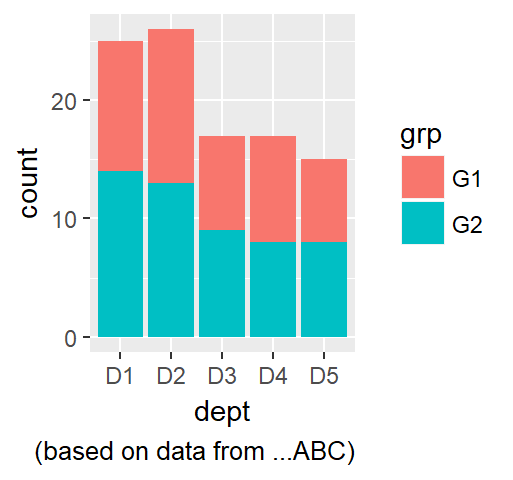 count
20
10
0
D1 D2 D3 D4 D5
dept
(based on data from ...ABC)
grp
G1
G2